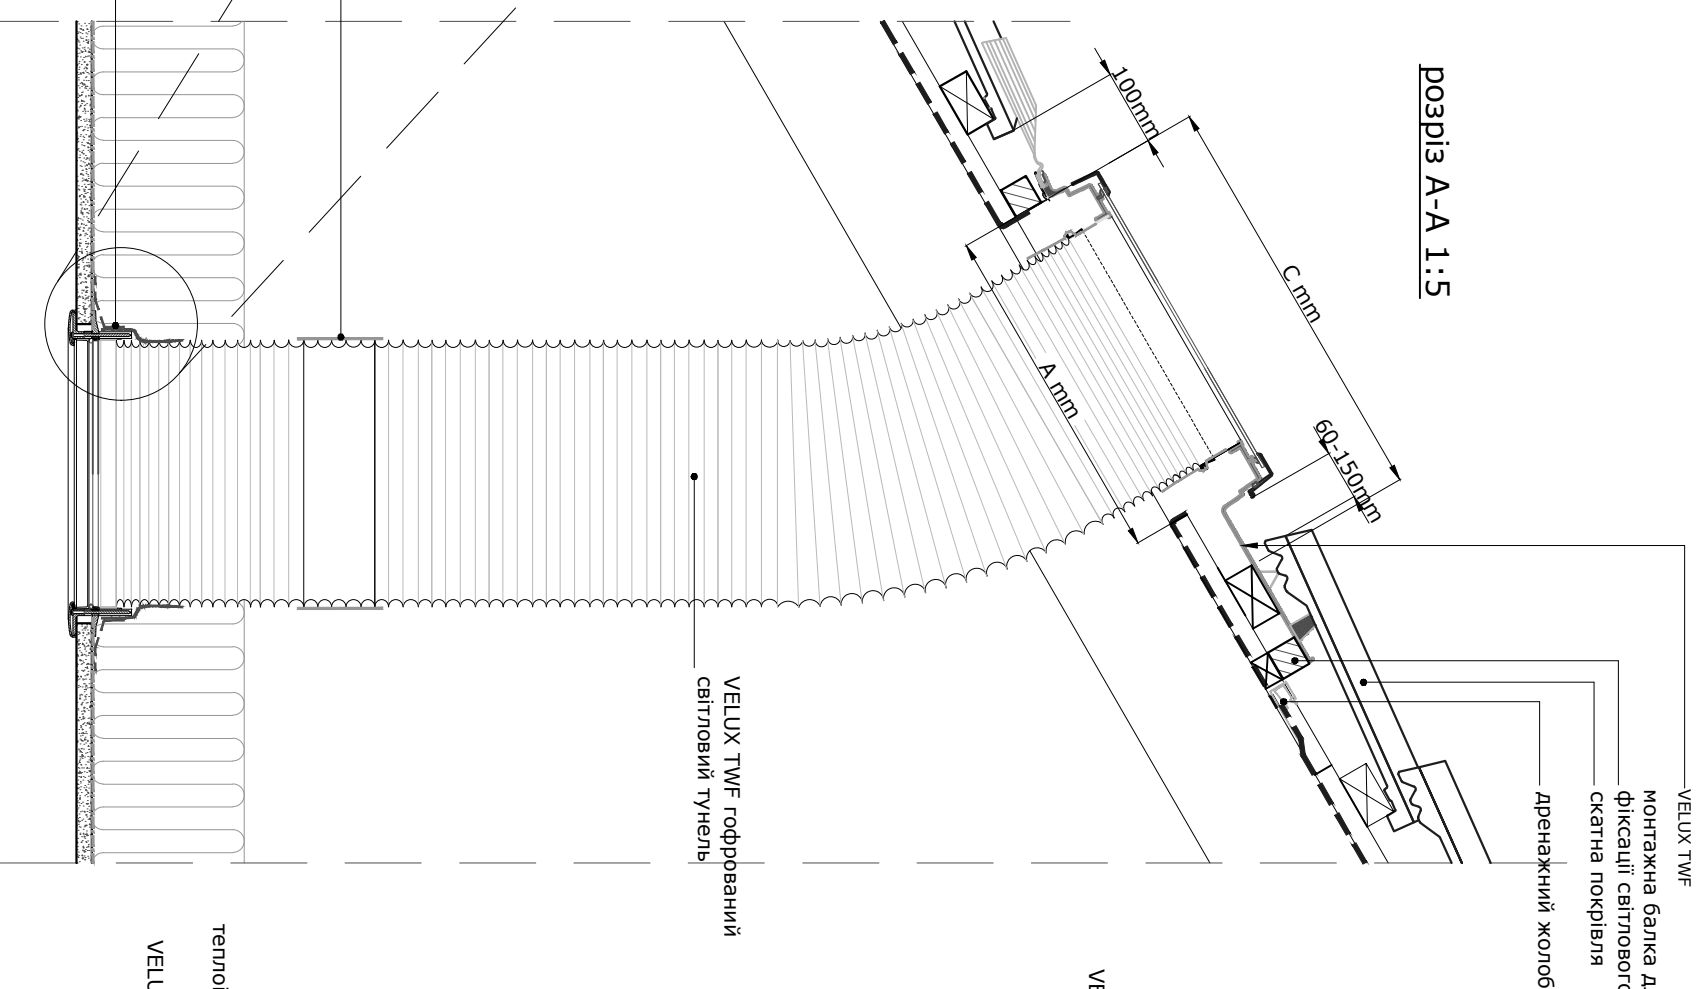 розріз А-А 1:5
100mm
C mm
A mm
60-150mm
VELUX TWF
монтажна балка
фіксації світлового
скатна покрівля
дренажний жолоб
VELUX TWF гофрований
світловий тунель